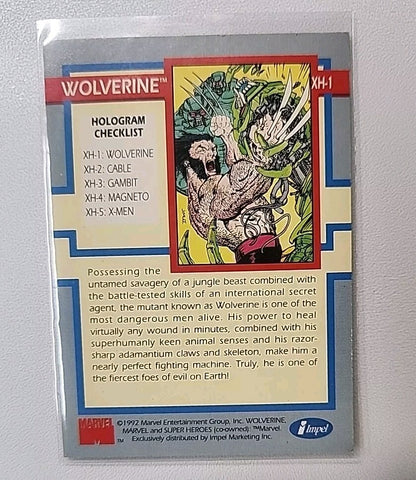 WOLVERINE™
XH-1
HOLOGRAM
CHECKLIST
XH-1: WOLVERINE
XH-2: CABLE
XH-3: GAMBIT
XH-4: MAGNETO
XH-5: X-MEN
Possessing the
untamed savagery of a jungle beast combined with
the battle-tested skills of an international secret
agent, the mutant known as Wolverine is one of the
most dangerous men alive. His power to heal
virtually any wound in minutes, combined with his
superhumanly keen animal senses and his razor-
sharp adamantium claws and skeleton, make him a
nearly perfect fighting machine. Truly, he is one of
the fiercest foes of evil on Earth!
MARVEL
™
©1992 Marvel Entertainment Group, Inc. WOLVERINE,
MARVEL and SUPER HEROES (co-owned): ™Marvel.
Exclusively distributed by Impel Marketing Inc.
Impel